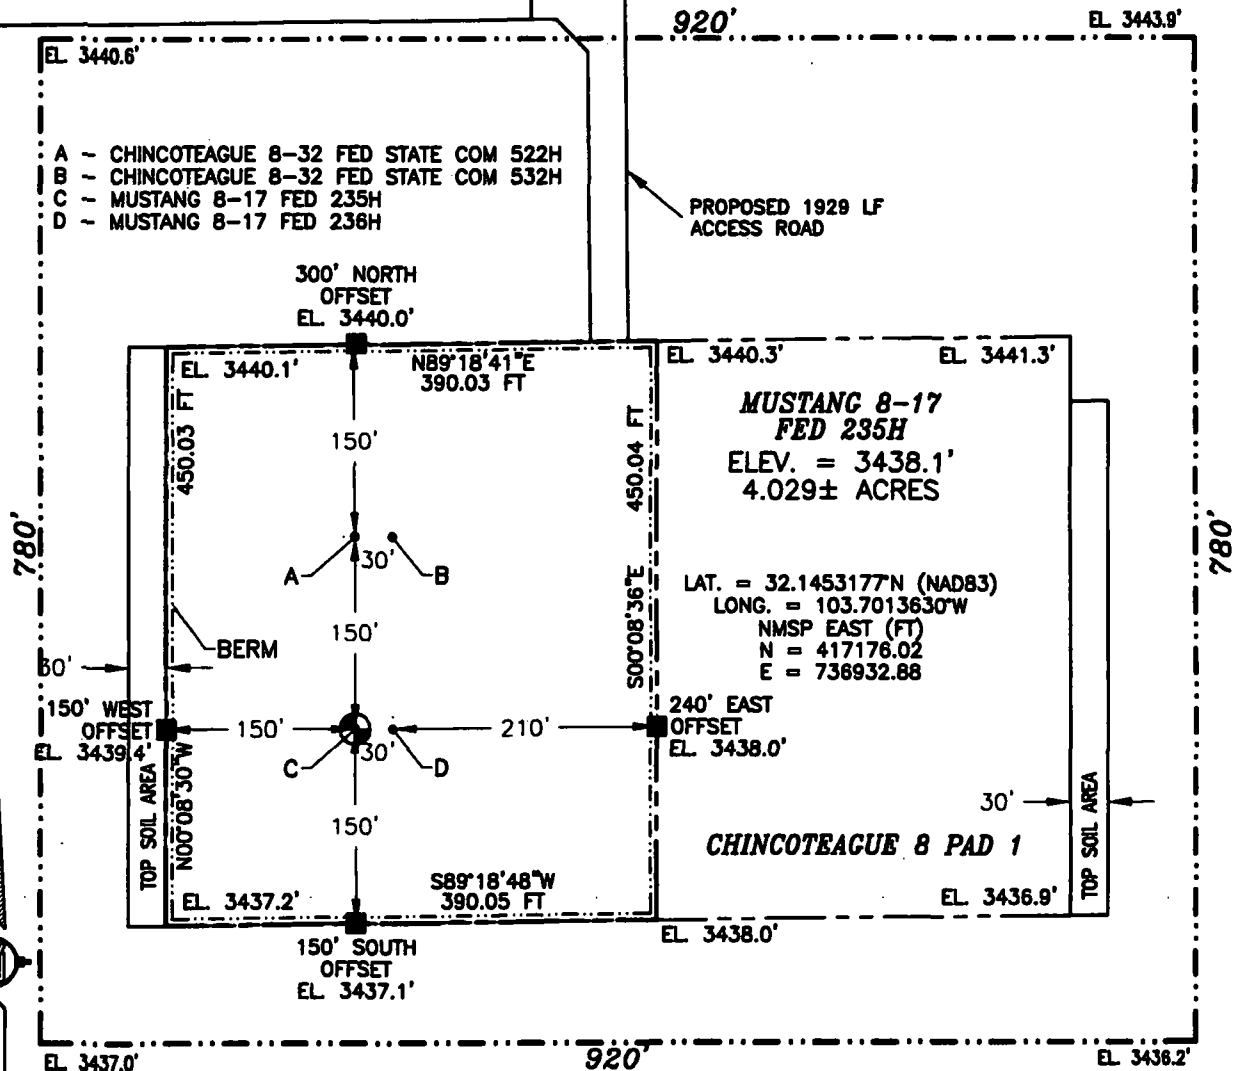 920'
EL. 3443.9'
EL. 3440.6'
A - CHINCOTEAGUE 8-32 FED STATE COM 522H
B - CHINCOTEAGUE 8-32 FED STATE COM 532H
C - MUSTANG 8-17 FED 235H
D - MUSTANG 8-17 FED 236H
PROPOSED 1929 LF
ACCESS ROAD
300' NORTH
OFFSET
EL. 3440.0'
EL. 3440.1'
N89°18'41"E
390.03 FT
EL. 3440.3'
EL. 3441.3'
450.03 FT
150'
450.04 FT
MUSTANG 8-17
FED 235H
ELEV. = 3438.1'
4.029± ACRES
780'
780'
A
30'
B
LAT. = 32.1453177°N (NAD83)
LONG. = 103.7013630°W
NMSP EAST (FT)
N = 417176.02
E = 736932.88
150'
S00°08'36"E
BERM
30'
150' WEST
OFFSET
EL. 3439.4'
150'
210'
240' EAST
OFFSET
EL. 3438.0'
C
30'
D
TOP SOIL AREA
N00°08'30"W
150'
30'
TOP SOIL AREA
CHINCOTEAGUE 8 PAD 1
S89°18'48"W
390.05 FT
EL. 3437.2'
EL. 3436.9'
EL. 3438.0'
150' SOUTH
OFFSET
EL. 3437.1'
EL. 3437.0'
920'
EL. 3436.2'